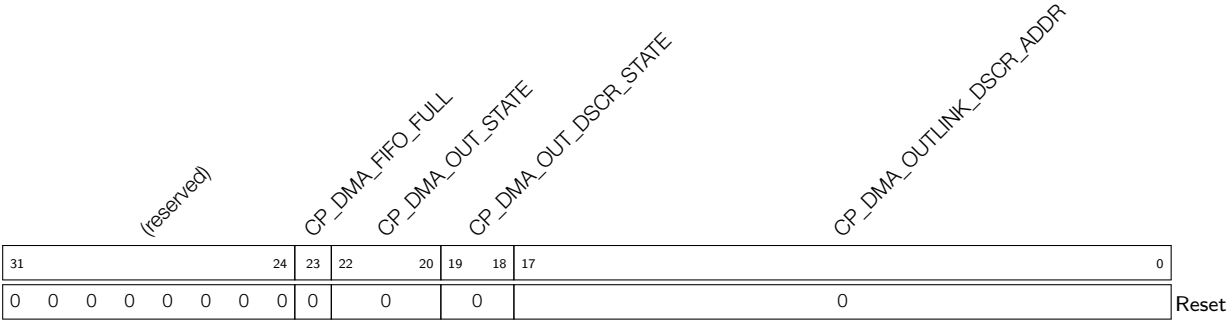 (reserved) CP_DMA_FIFO_FULL CP_DMA_OUT_STATE CP_DMA_OUT_DSCR_STATE CP_DMA_OUTLINK_DSCR_ADDR
31 24 23 22 20 19 18 17 0
0 0 0 0 0 0 0 0 0 0 0 0 Reset